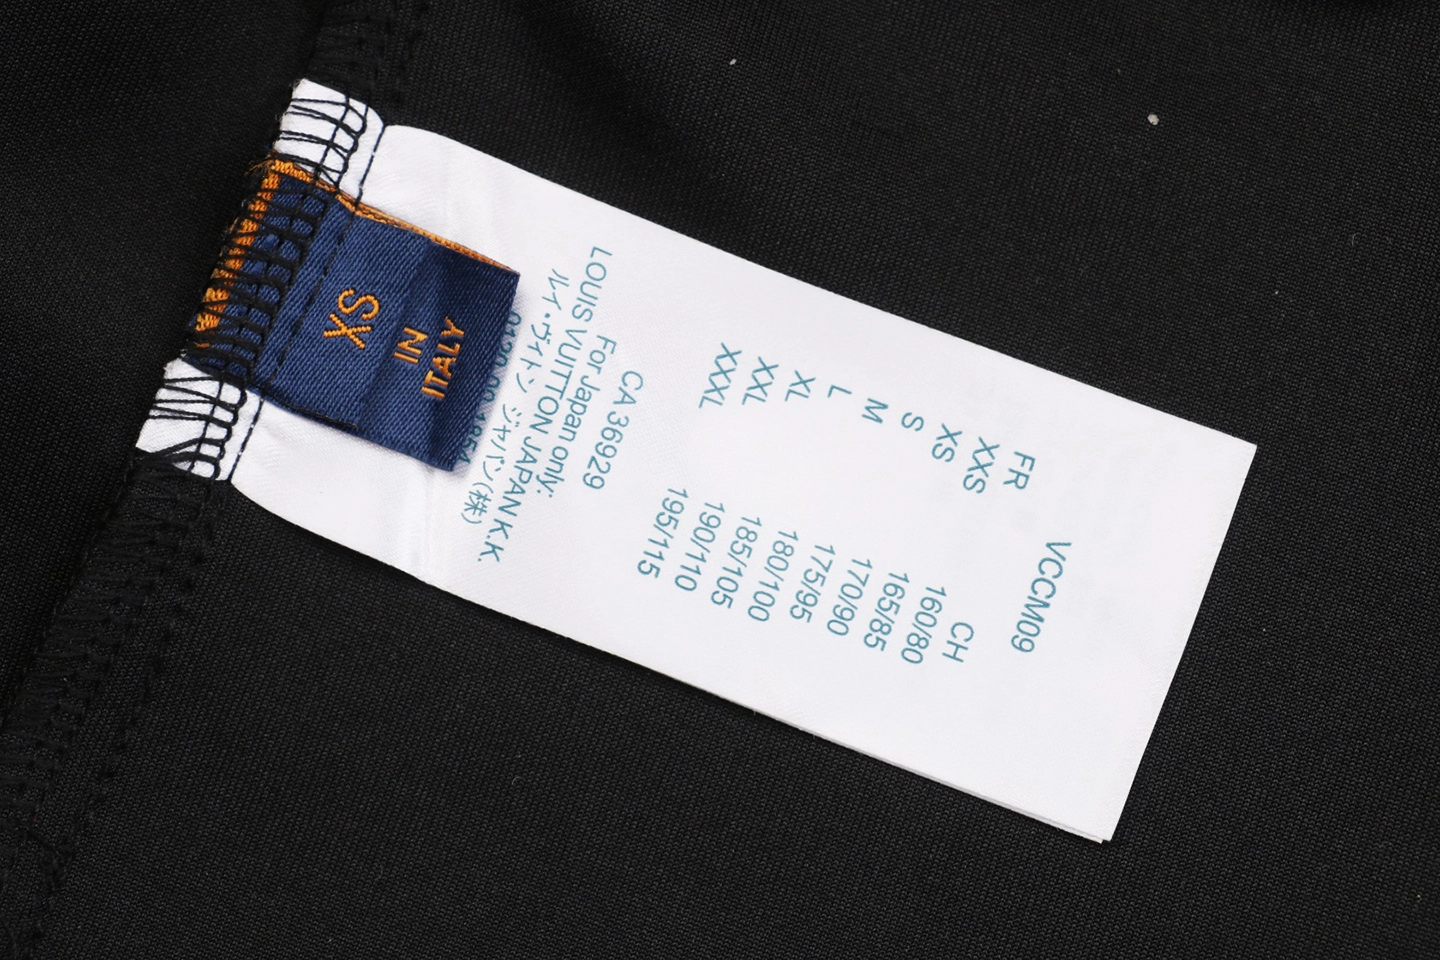 VCCM09
FR CH
XXS 160/80
XS 165/85
S 170/90
M 175/95
L 180/100
XL 185/105
XXL 190/110
XXXL 195/115
CA 36929
For Japan only:
LOUIS VUITTON JAPAN K.K.
ルイ・ヴィトン ジャパン(株)
XS
IN
ITALY